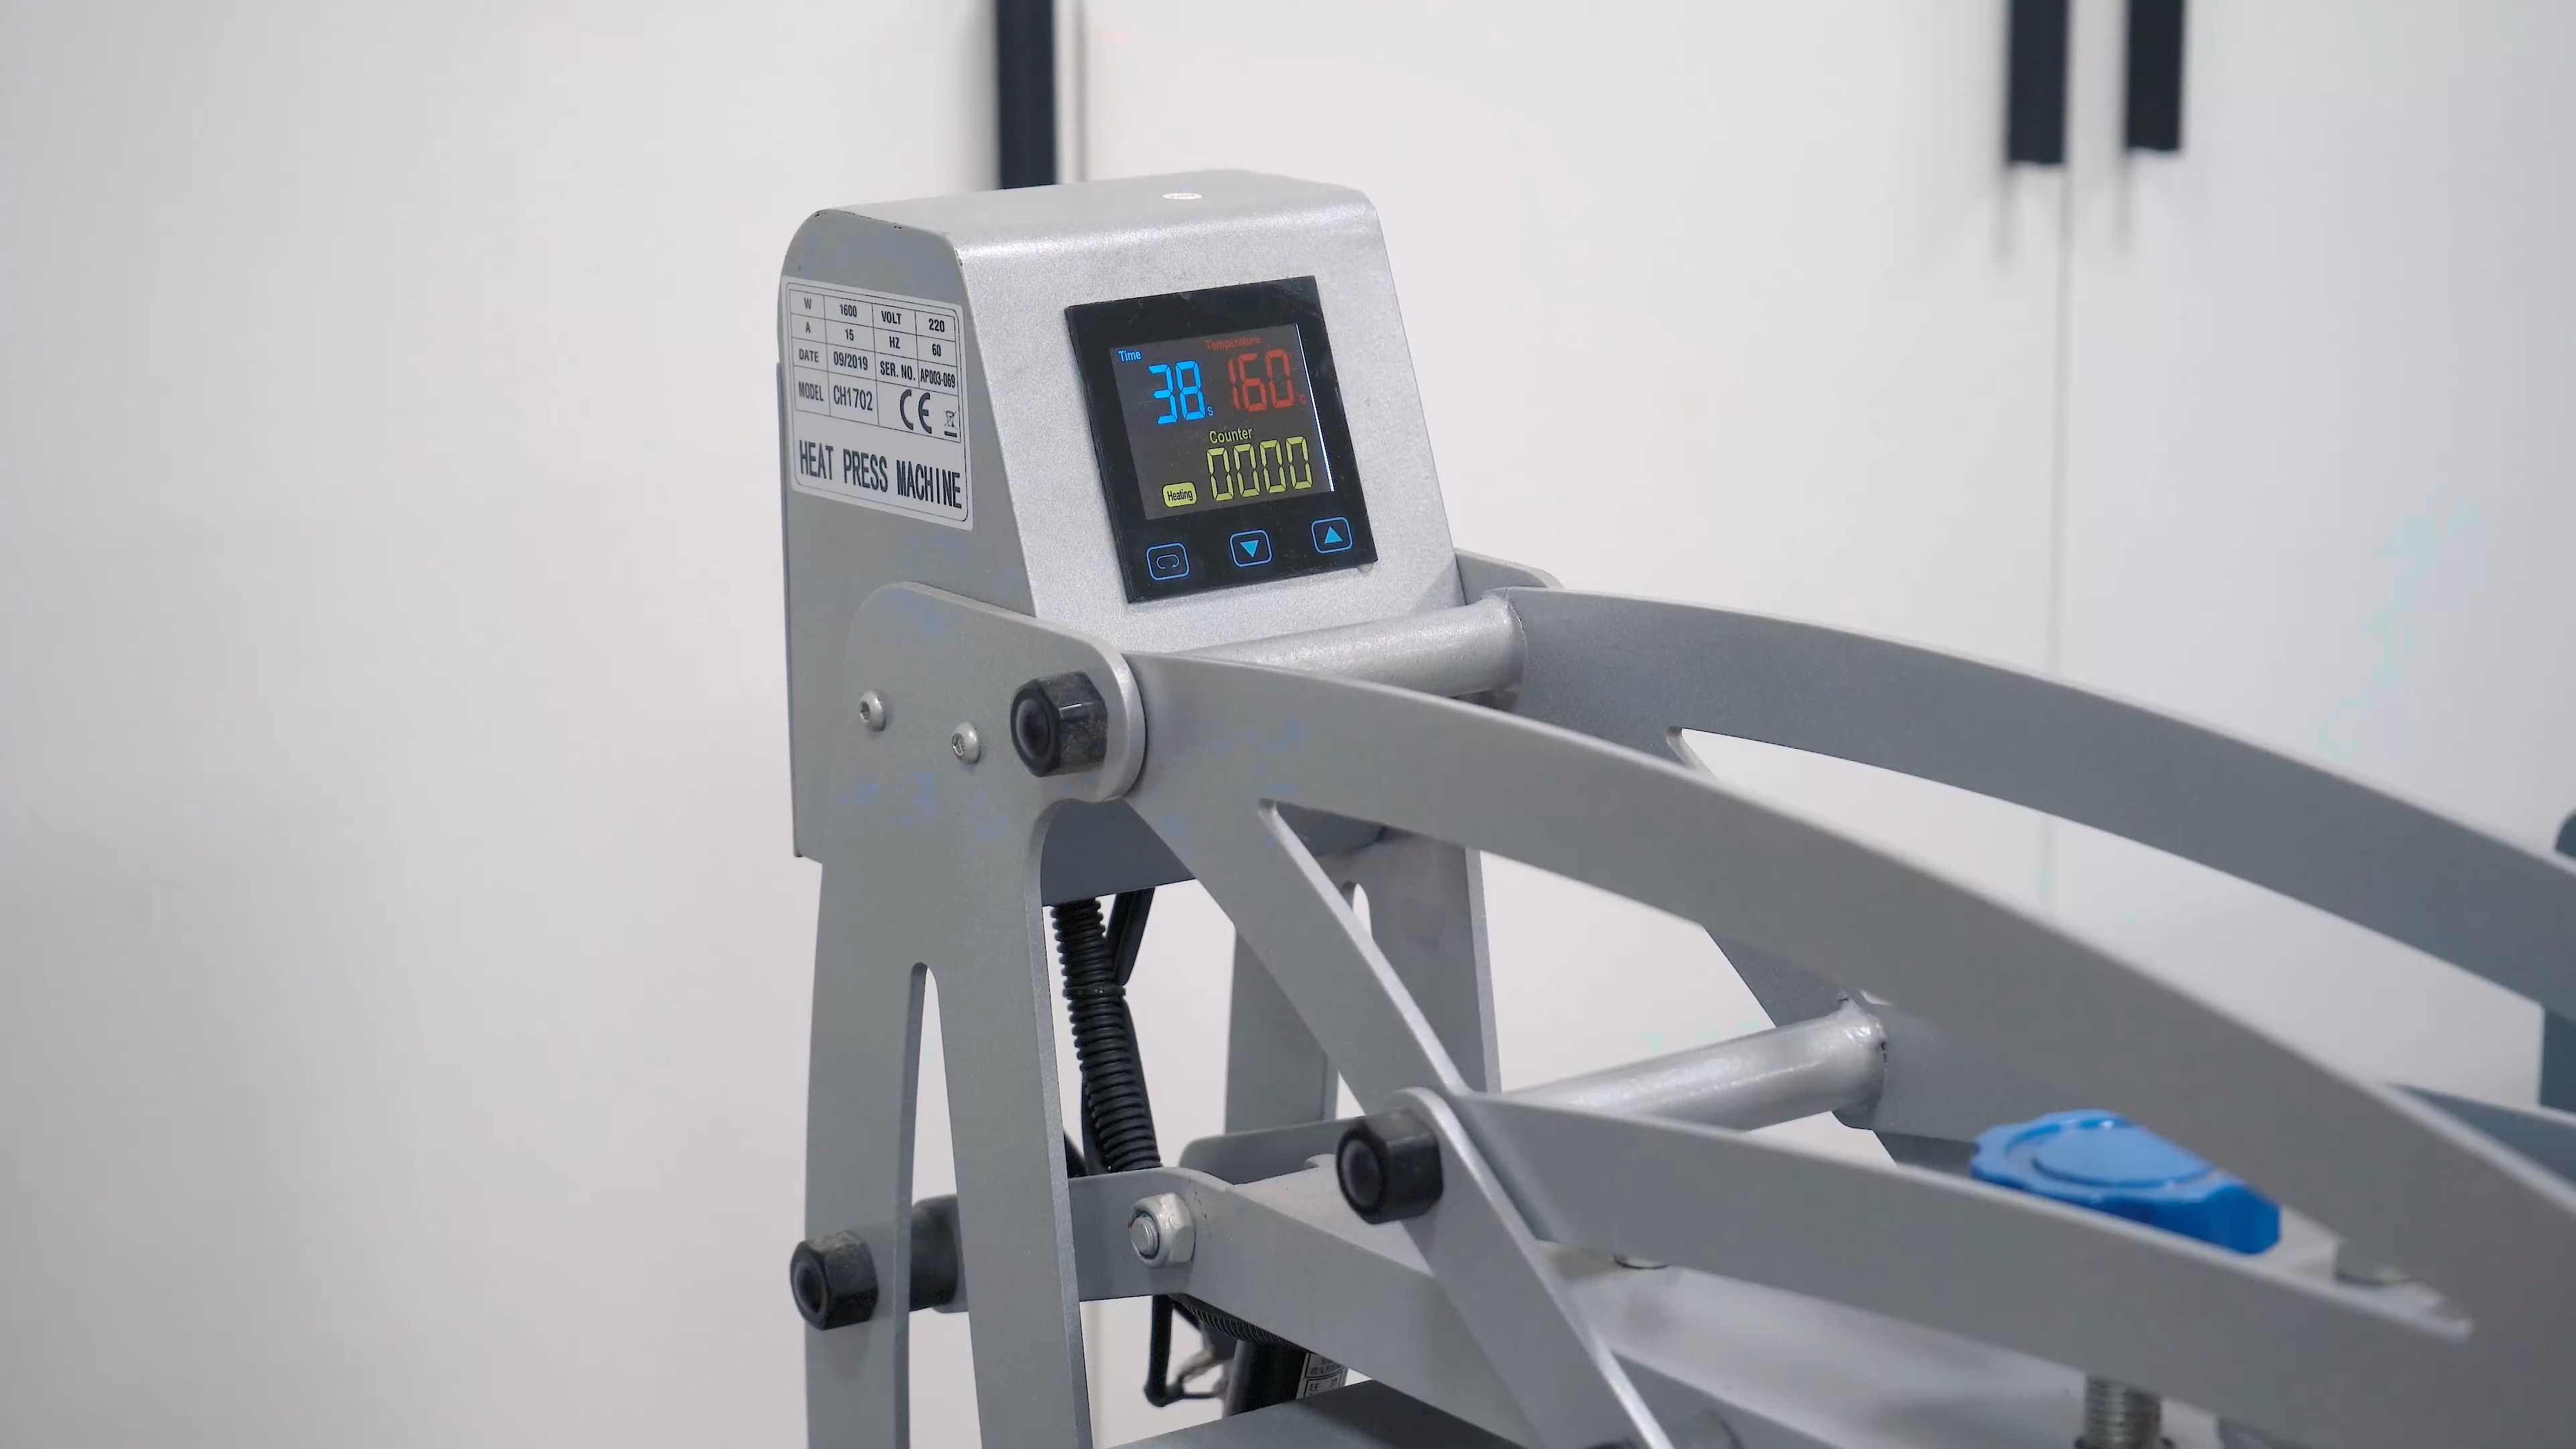 W 1600 VOLT 220
A 15 HZ 60
DATE 09/2019 SER. NO. AP003-069
MODEL CH1702 CE
HEAT PRESS MACHINE
Time Temperature
38 s 160 °C
Counter
Heating 0000